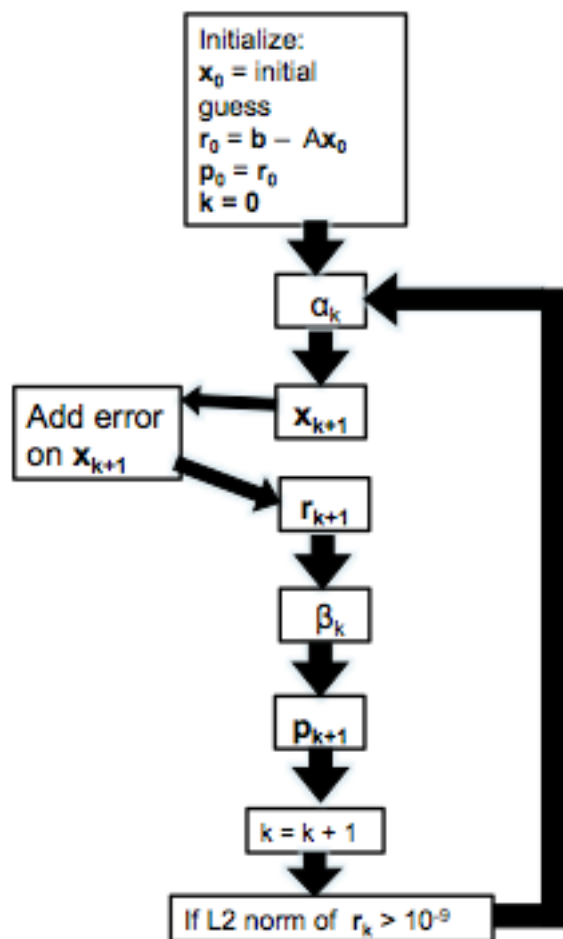 Initialize:
x₀ = initial
guess
r₀ = b – Ax₀
p₀ = r₀
k = 0
αₖ
xₖ₊₁
Add error
on xₖ₊₁
rₖ₊₁
βₖ
pₖ₊₁
k = k + 1
If L2 norm of rₖ > 10⁻⁹